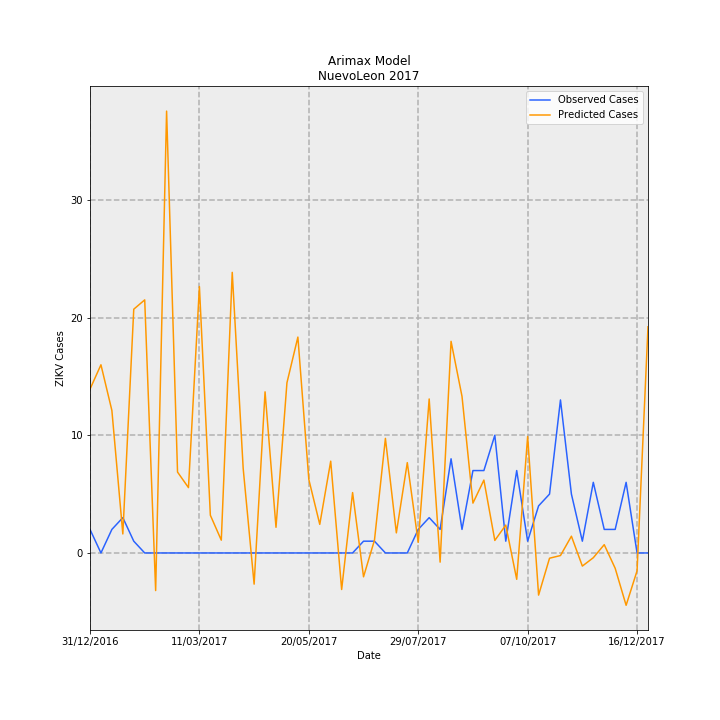 Arimax Model
NuevoLeon 2017
Observed Cases
Predicted Cases
ZIKV Cases
30
20
10
0
31/12/2016
11/03/2017
20/05/2017
29/07/2017
07/10/2017
16/12/2017
Date